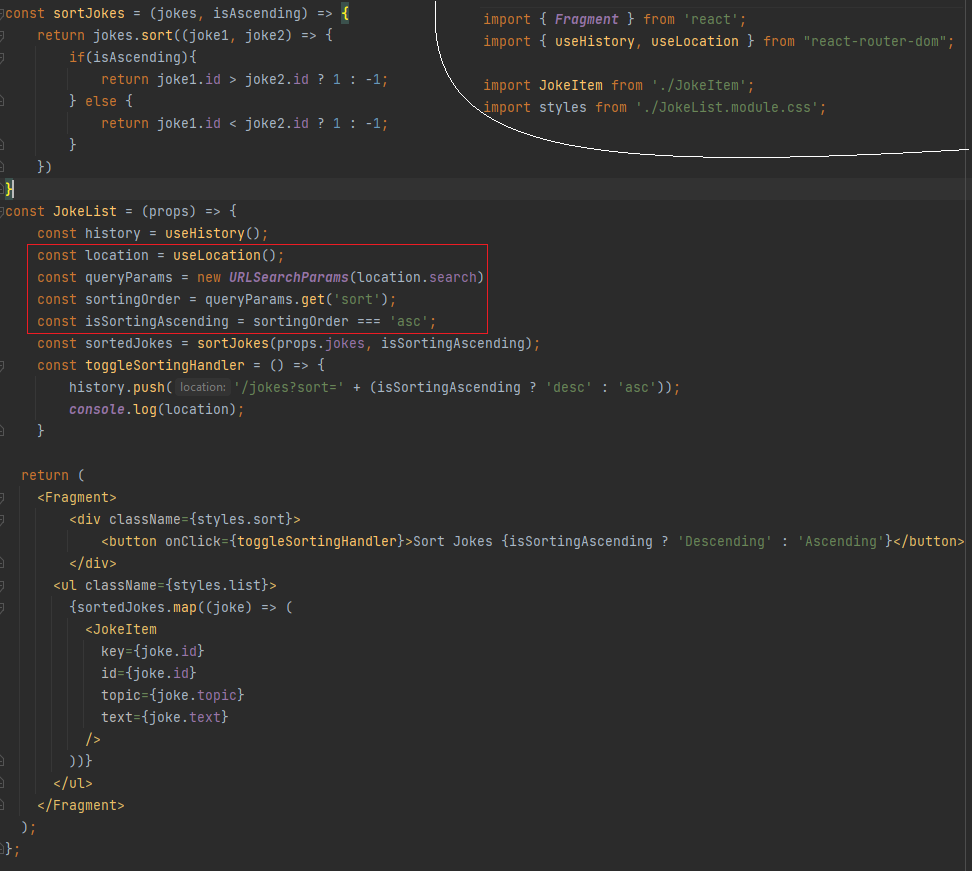 const sortJokes = (jokes, isAscending) => {
    return jokes.sort((joke1, joke2) => {
        if(isAscending){
            return joke1.id > joke2.id ? 1 : -1;
        } else {
            return joke1.id < joke2.id ? 1 : -1;
        }
    })
}
import { Fragment } from 'react';
import { useHistory, useLocation } from "react-router-dom";
import JokeItem from './JokeItem';
import styles from './JokeList.module.css';
const JokeList = (props) => {
    const history = useHistory();
    const location = useLocation();
    const queryParams = new URLSearchParams(location.search)
    const sortingOrder = queryParams.get('sort');
    const isSortingAscending = sortingOrder === 'asc';
    const sortedJokes = sortJokes(props.jokes, isSortingAscending);
    const toggleSortingHandler = () => {
        history.push( location: '/jokes?sort=' + (isSortingAscending ? 'desc' : 'asc'));
        console.log(location);
    }
  return (
    <Fragment>
        <div className={styles.sort}>
            <button onClick={toggleSortingHandler}>Sort Jokes {isSortingAscending ? 'Descending' : 'Ascending'}</button>
        </div>
      <ul className={styles.list}>
        {sortedJokes.map((joke) => (
          <JokeItem
            key={joke.id}
            id={joke.id}
            topic={joke.topic}
            text={joke.text}
          />
        ))}
      </ul>
    </Fragment>
  );
};